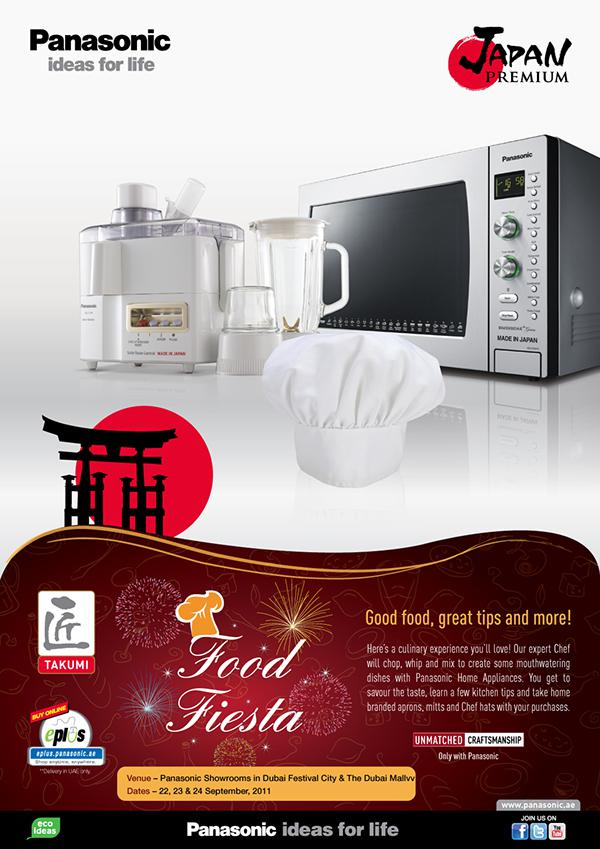 Panasonic
ideas for life
JAPAN
PREMIUM
Panasonic
16 58
MADE IN JAPAN
Panasonic
MADE IN JAPAN
匠
TAKUMI
Food
Fiesta
Good food, great tips and more!
Here's a culinary experience you'll love! Our expert Chef
will chop, whip and mix to create some mouthwatering
dishes with Panasonic Home Appliances. You get to
savour the taste, learn a few kitchen tips and take home
branded aprons, mitts and Chef hats with your purchases.
UNMATCHED CRAFTSMANSHIP
Only with Panasonic
BUY ONLINE
eplus
eplus.panasonic.ae
Shop anytime, anywhere.
**Delivery in UAE only.
Venue – Panasonic Showrooms in Dubai Festival City & The Dubai Mallvv
Dates – 22, 23 & 24 September, 2011
www.panasonic.ae
eco
ideas
Panasonic ideas for life
JOIN US ON
f
You
Tube